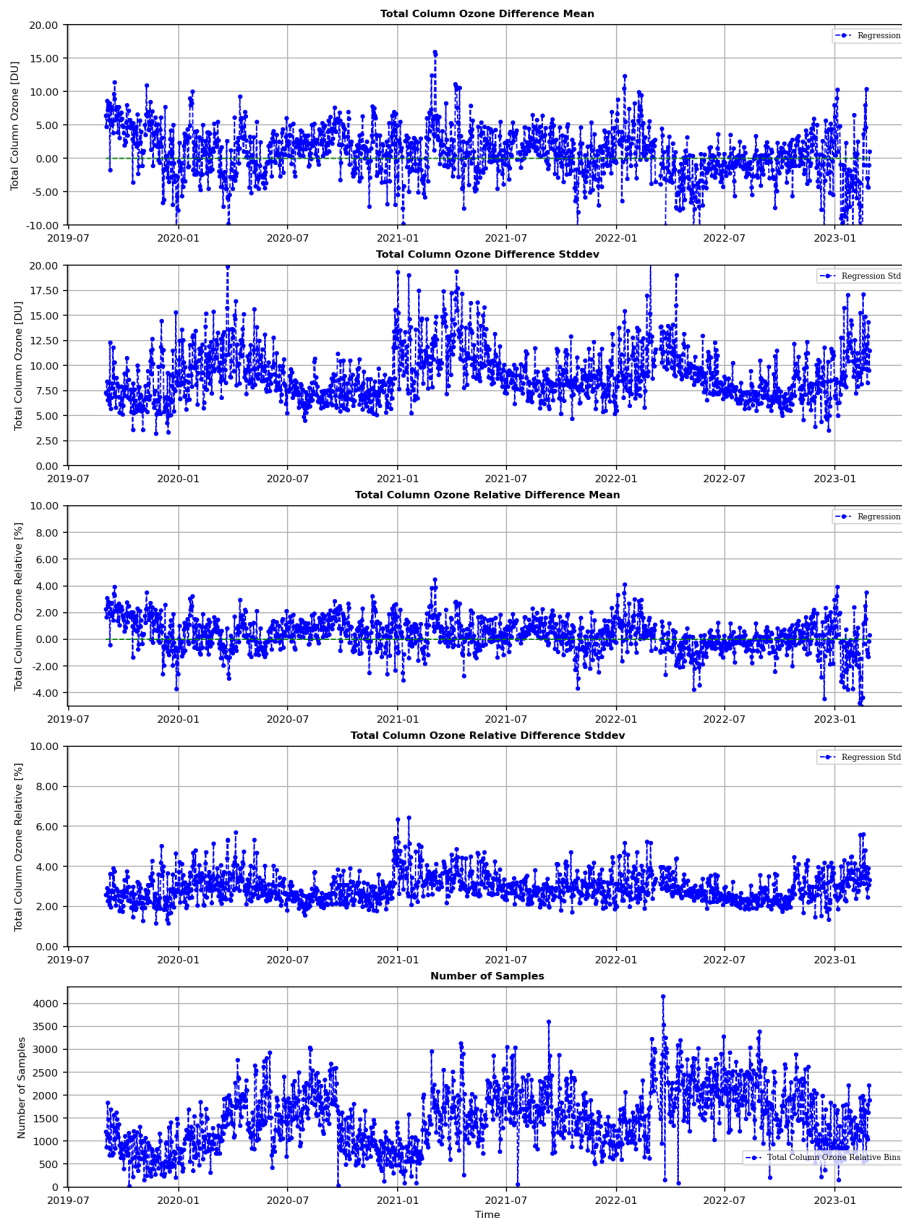 Total Column Ozone Difference Mean
Total Column Ozone [DU]
20.00
15.00
10.00
5.00
0.00
-5.00
-10.00
Regression
2019-07 2020-01 2020-07 2021-01 2021-07 2022-01 2022-07 2023-01
Total Column Ozone Difference Stddev
Total Column Ozone [DU]
20.00
17.50
15.00
12.50
10.00
7.50
5.00
2.50
0.00
Regression Std
2019-07 2020-01 2020-07 2021-01 2021-07 2022-01 2022-07 2023-01
Total Column Ozone Relative Difference Mean
Total Column Ozone Relative [%]
10.00
8.00
6.00
4.00
2.00
0.00
-2.00
-4.00
Regression
2019-07 2020-01 2020-07 2021-01 2021-07 2022-01 2022-07 2023-01
Total Column Ozone Relative Difference Stddev
Total Column Ozone Relative [%]
10.00
8.00
6.00
4.00
2.00
0.00
Regression Std
2019-07 2020-01 2020-07 2021-01 2021-07 2022-01 2022-07 2023-01
Number of Samples
Number of Samples
4000
3500
3000
2500
2000
1500
1000
500
0
Total Column Ozone Relative Bins
2019-07 2020-01 2020-07 2021-01 2021-07 2022-01 2022-07 2023-01
Time